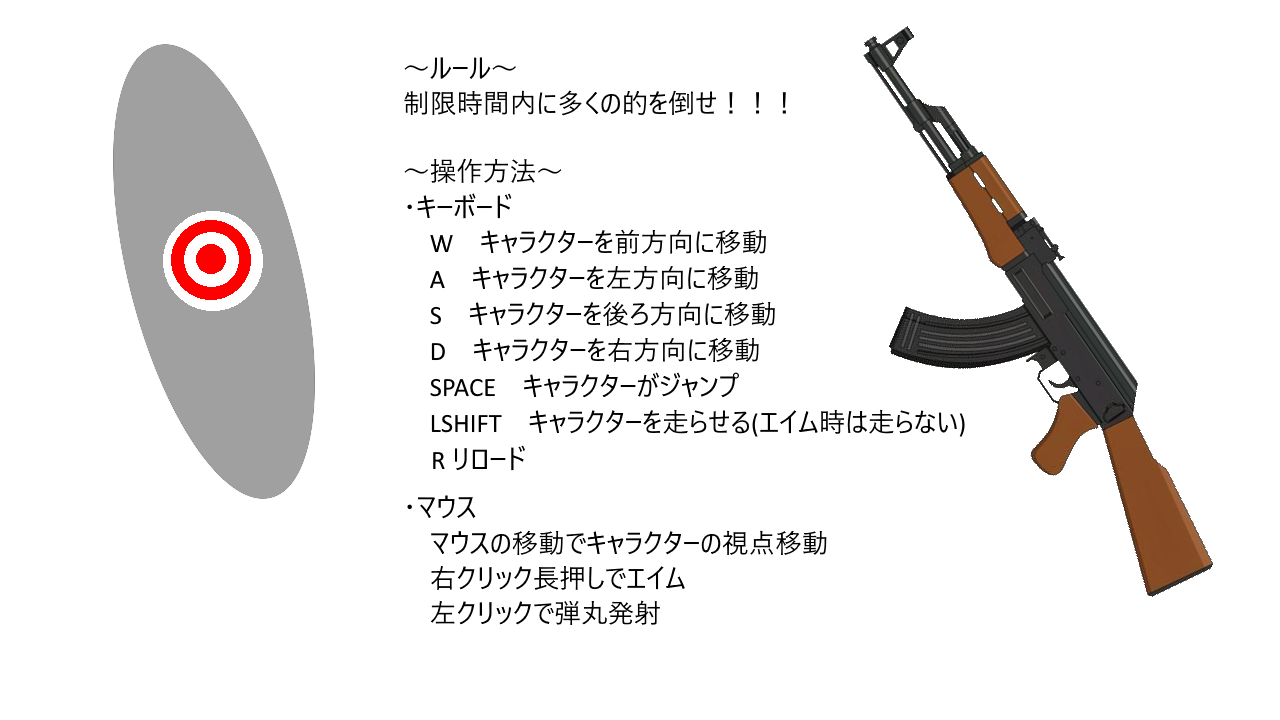 ～ルール～
制限時間内に多くの的を倒せ！！！
～操作方法～
・キーボード
W　キャラクターを前方向に移動
A　キャラクターを左方向に移動
S　キャラクターを後ろ方向に移動
D　キャラクターを右方向に移動
SPACE　キャラクターがジャンプ
LSHIFT　キャラクターを走らせる(エイム時は走らない)
R リロード
・マウス
マウスの移動でキャラクターの視点移動
右クリック長押しでエイム
左クリックで弾丸発射